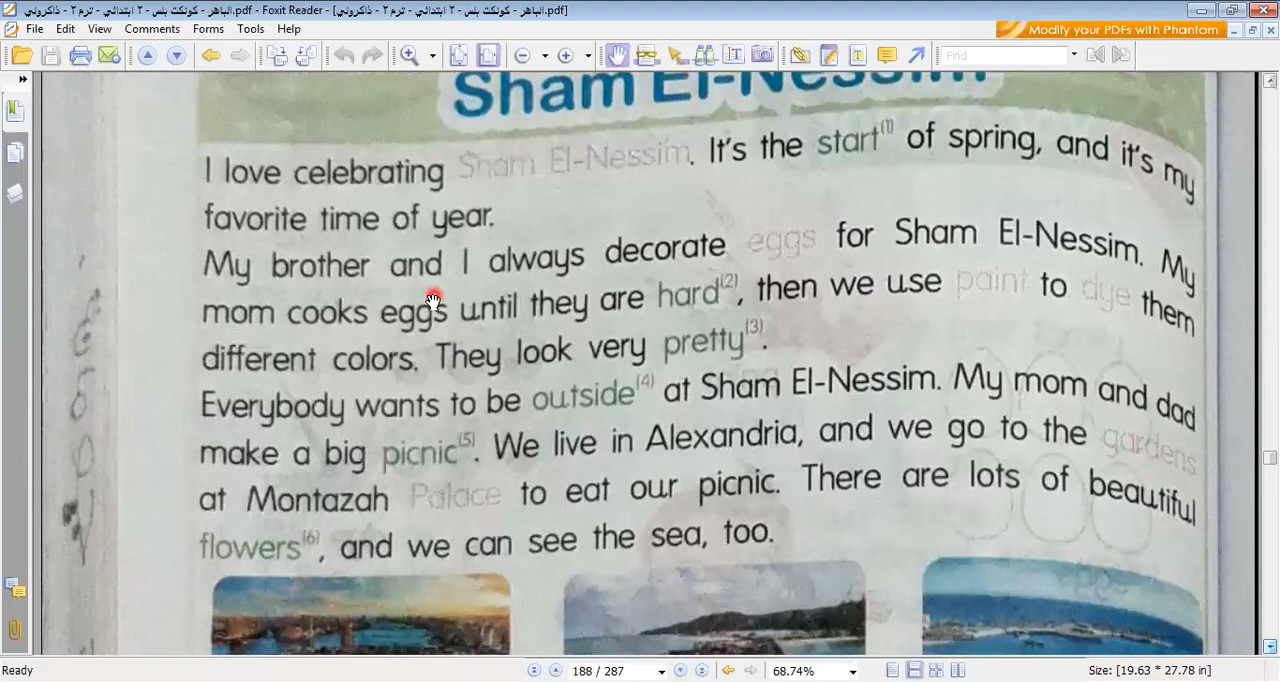 الباهر - كونكت بلس - ٢ ابتدائي - ترم ٢ - ذاكرولي.pdf - Foxit Reader - [الباهر - كونكت بلس - ٢ ابتدائي - ترم ٢ - ذاكرولي.pdf]
File Edit View Comments Forms Tools Help
Modify your PDFs with Phantom
Find
Sham El-Nessim
I love celebrating Sham El-Nessim. It's the start(1) of spring, and it's my
favorite time of year.
My brother and I always decorate eggs for Sham El-Nessim. My
mom cooks eggs until they are hard(2), then we use paint to dye them
different colors. They look very pretty(3).
Everybody wants to be outside(4) at Sham El-Nessim. My mom and dad
make a big picnic(5). We live in Alexandria, and we go to the gardens
at Montazah Palace to eat our picnic. There are lots of beautiful
flowers(6), and we can see the sea, too.
Ready
188 / 287
68.74%
Size: [19.63 * 27.78 in]